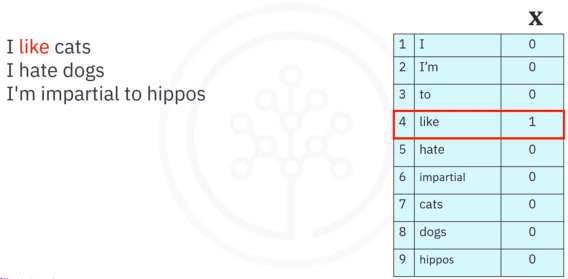 x
I like cats
I hate dogs
I'm impartial to hippos
1 I 0
2 I'm 0
3 to 0
4 like 1
5 hate 0
6 impartial 0
7 cats 0
8 dogs 0
9 hippos 0